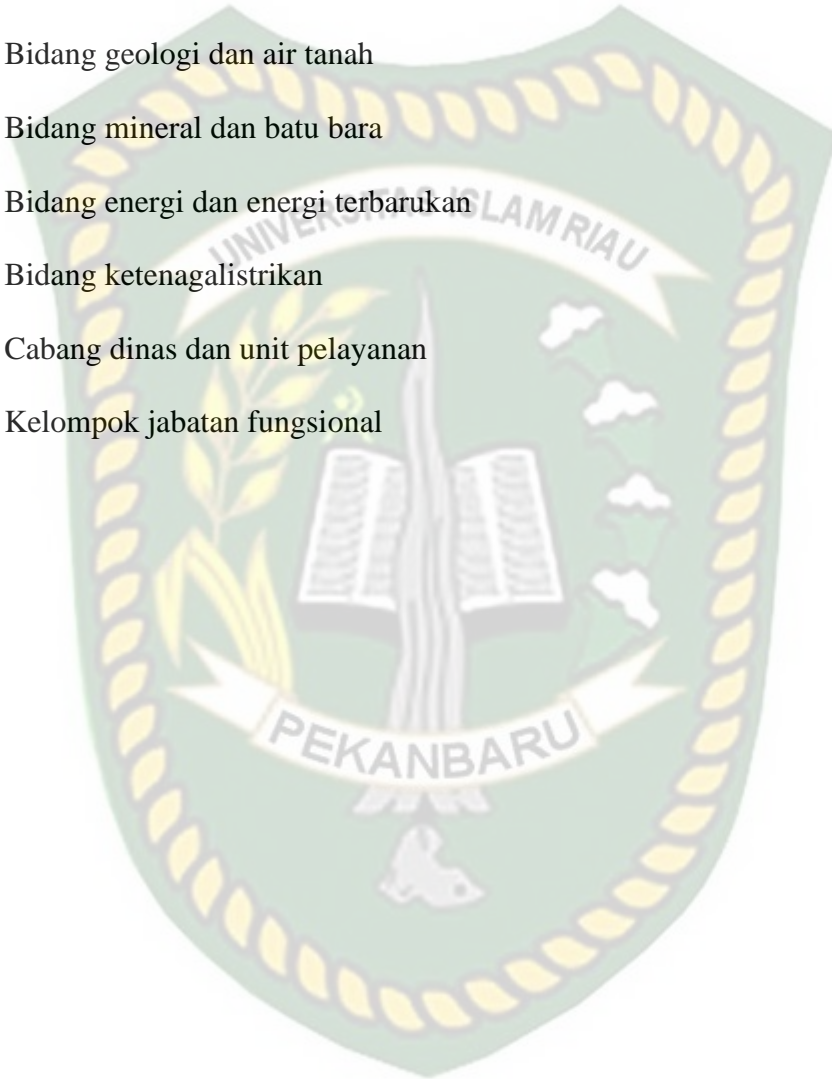 Bidang geologi dan air tanah
Bidang mineral dan batu bara
Bidang energi dan energi terbarukan
UNIVERSITAS ISLAM RIAU
Bidang ketenagalistrikan
Cabang dinas dan unit pelayanan
Kelompok jabatan fungsional
PEKANBARU